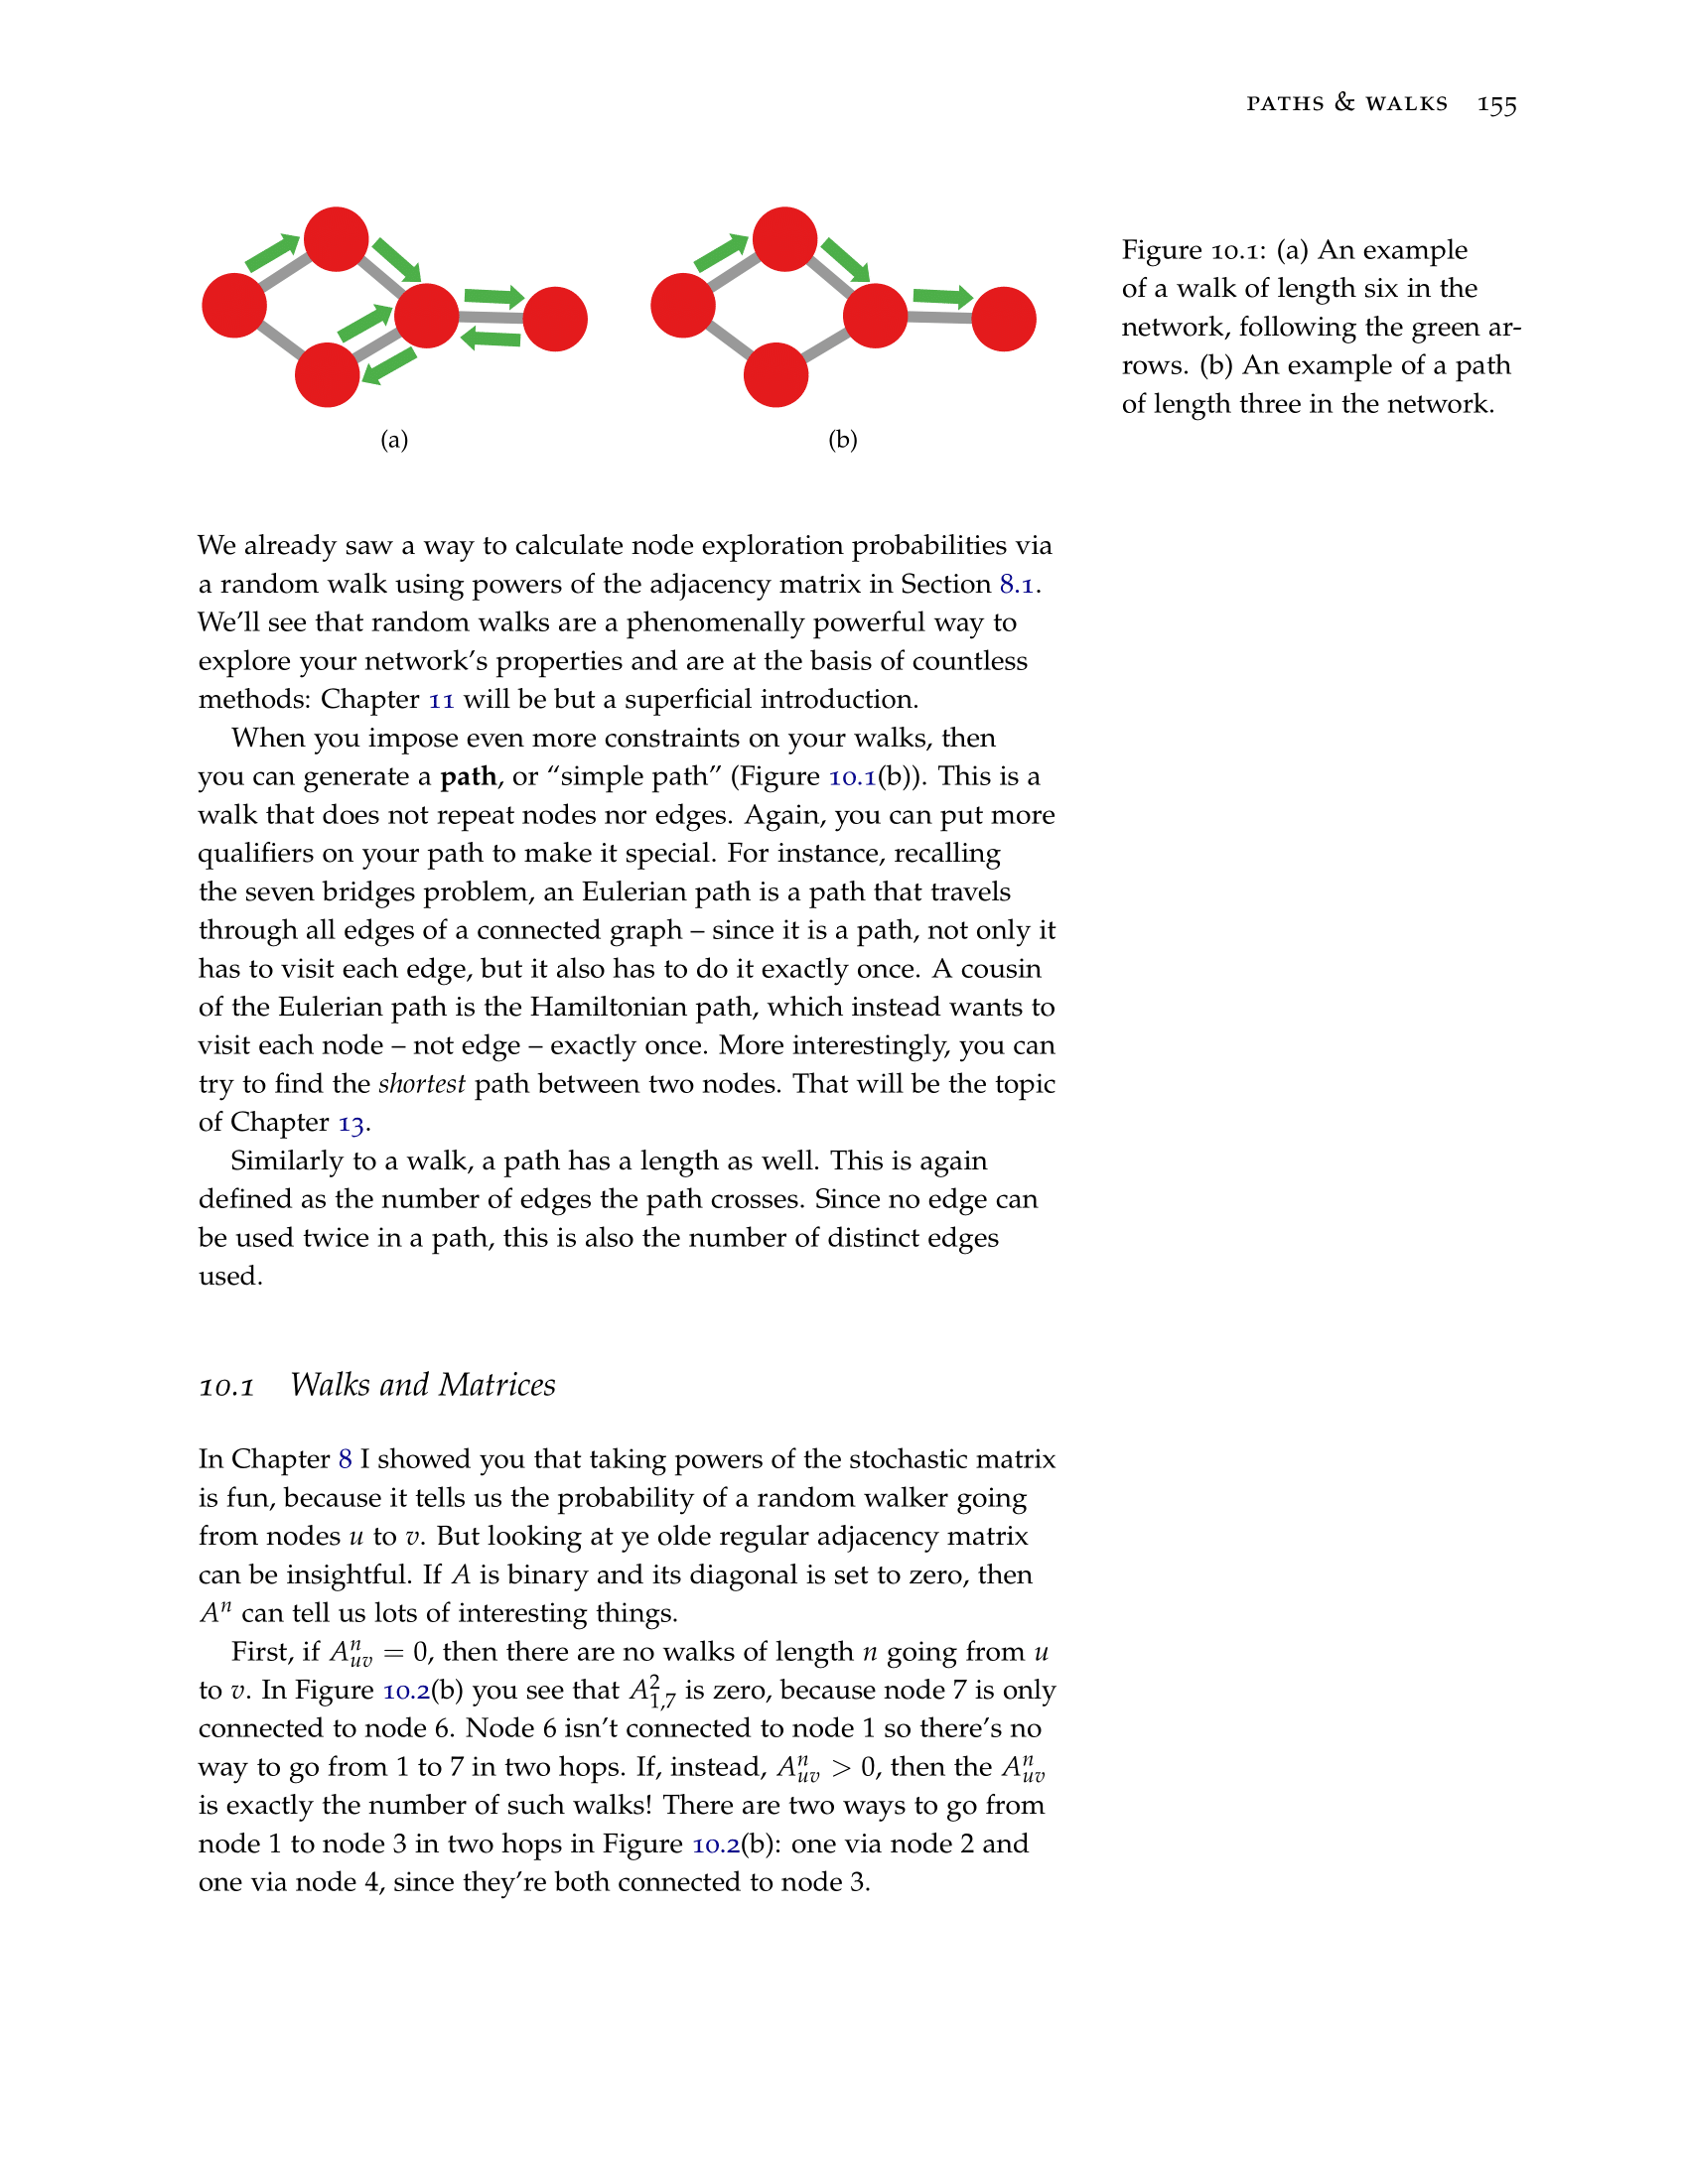 PATHS & WALKS 155
(a)
(b)
Figure 10.1: (a) An example
of a walk of length six in the
network, following the green ar-
rows. (b) An example of a path
of length three in the network.
We already saw a way to calculate node exploration probabilities via
a random walk using powers of the adjacency matrix in Section 8.1.
We'll see that random walks are a phenomenally powerful way to
explore your network's properties and are at the basis of countless
methods: Chapter 11 will be but a superficial introduction.
When you impose even more constraints on your walks, then
you can generate a path, or “simple path” (Figure 10.1(b)). This is a
walk that does not repeat nodes nor edges. Again, you can put more
qualifiers on your path to make it special. For instance, recalling
the seven bridges problem, an Eulerian path is a path that travels
through all edges of a connected graph – since it is a path, not only it
has to visit each edge, but it also has to do it exactly once. A cousin
of the Eulerian path is the Hamiltonian path, which instead wants to
visit each node – not edge – exactly once. More interestingly, you can
try to find the shortest path between two nodes. That will be the topic
of Chapter 13.
Similarly to a walk, a path has a length as well. This is again
defined as the number of edges the path crosses. Since no edge can
be used twice in a path, this is also the number of distinct edges
used.
10.1 Walks and Matrices
In Chapter 8 I showed you that taking powers of the stochastic matrix
is fun, because it tells us the probability of a random walker going
from nodes u to v. But looking at ye olde regular adjacency matrix
can be insightful. If A is binary and its diagonal is set to zero, then
Aⁿ can tell us lots of interesting things.
First, if $A^n_{uv} = 0$, then there are no walks of length n going from u
to v. In Figure 10.2(b) you see that $A^2_{1,7}$ is zero, because node 7 is only
connected to node 6. Node 6 isn't connected to node 1 so there's no
way to go from 1 to 7 in two hops. If, instead, $A^n_{uv} > 0$, then the $A^n_{uv}$
is exactly the number of such walks! There are two ways to go from
node 1 to node 3 in two hops in Figure 10.2(b): one via node 2 and
one via node 4, since they're both connected to node 3.